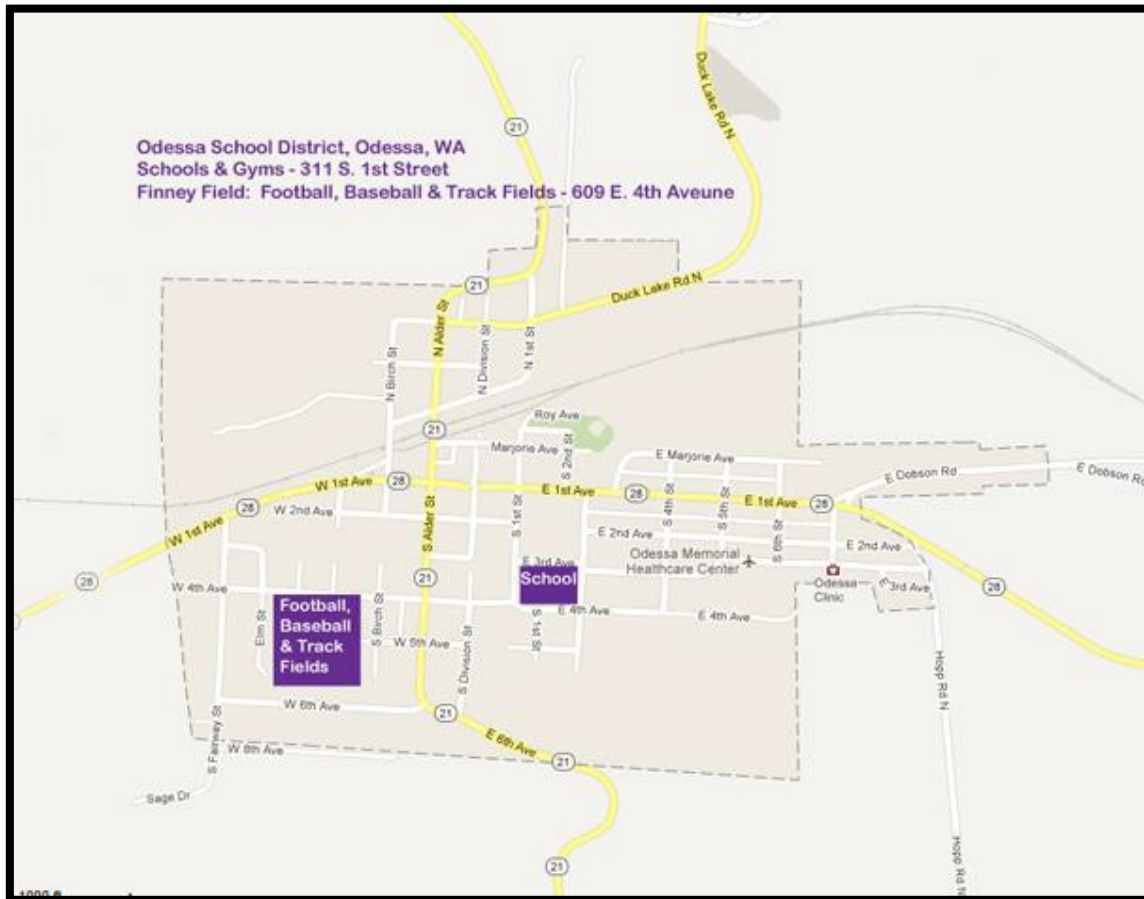 Odessa School District, Odessa, WA
Schools & Gyms - 311 S. 1st Street
Finney Field: Football, Baseball & Track Fields - 609 E. 4th Aveune
21
Duck Lake Rd N
21
Duck Lake Rd N
N Alder St
N Division St
N 1st St
N Birch St
21
Roy Ave
Marjorie Ave
S 2nd St
E Marjorie Ave
E Dobson Rd
E Dobson Rd
W 1st Ave
28
E 1st Ave
28
E 1st Ave
28
28
W 1st Ave
W 2nd Ave
S Alder St
S 1st St
S 4th St
S 5th St
S 6th St
E 2nd Ave
E 2nd Ave
E 3rd Ave
Odessa Memorial
Healthcare Center
Odessa
Clinic
E 3rd Ave
28
28
21
School
W 4th Ave
E 4th Ave
E 4th Ave
Football,
Baseball
& Track
Fields
Elm St
S Birch St
W 5th Ave
S Division St
S 1st St
W 6th Ave
21
E 6th Ave
21
S Fairway St
W 8th Ave
Sage Dr
Hopp Rd N
Hopp Rd N
21